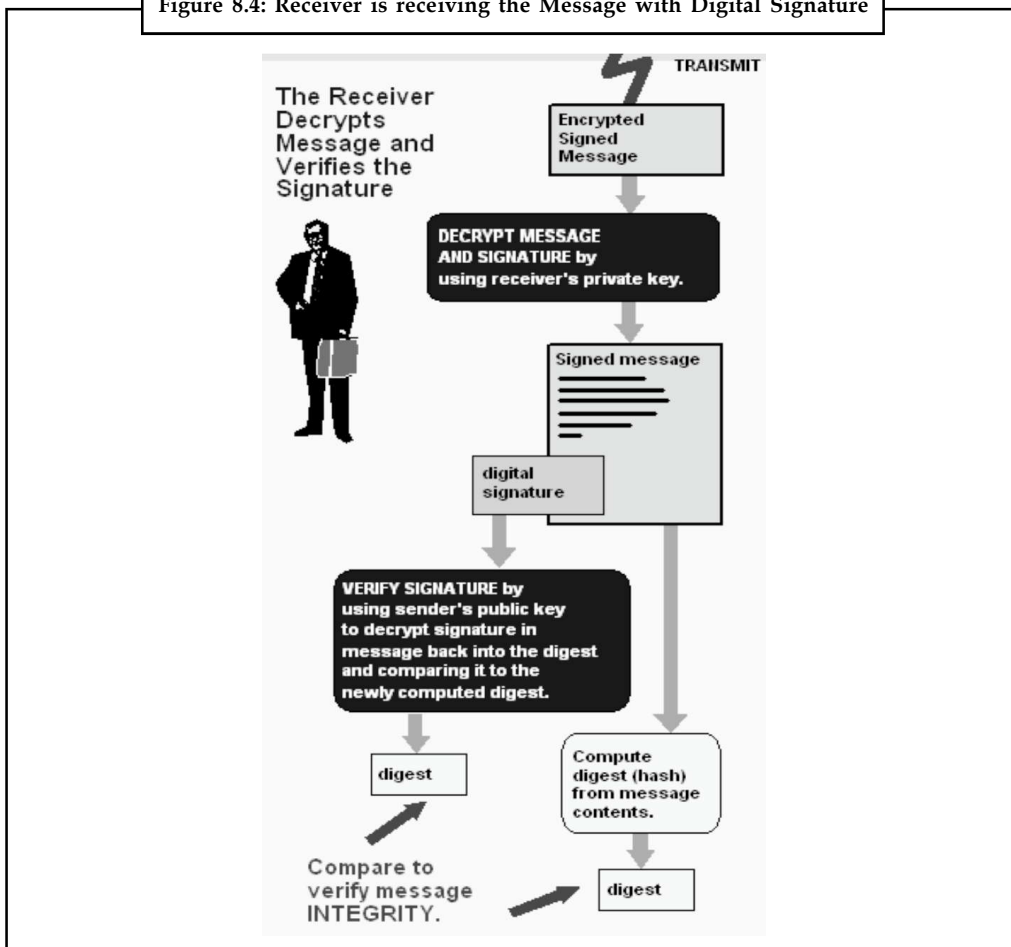 Figure 8.4: Receiver is receiving the Message with Digital Signature
TRANSMIT
The Receiver
Decrypts
Message and
Verifies the
Signature
Encrypted
Signed
Message
DECRYPT MESSAGE
AND SIGNATURE by
using receiver's private key.
Signed message
digital
signature
VERIFY SIGNATURE by
using sender's public key
to decrypt signature in
message back into the digest
and comparing it to the
newly computed digest.
digest
Compute
digest (hash)
from message
contents.
Compare to
verify message
INTEGRITY.
digest